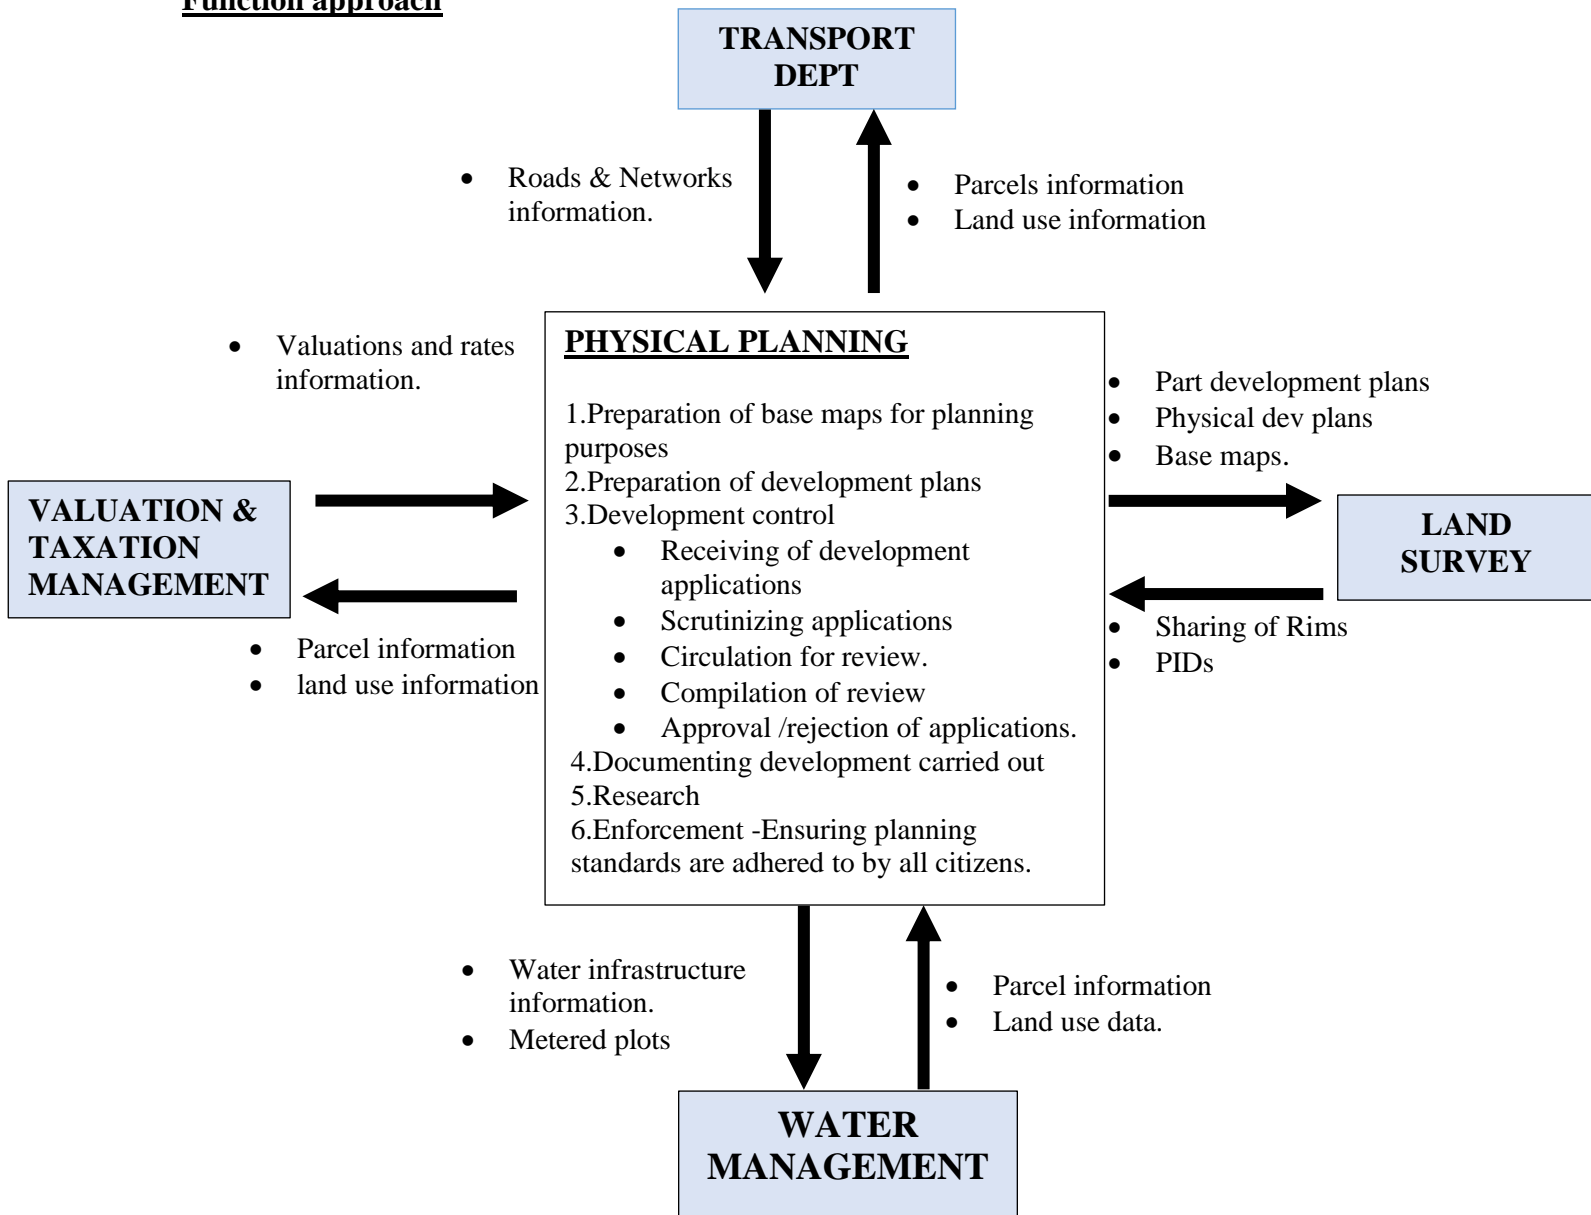 Function approach
TRANSPORT
DEPT
• Roads & Networks
information.
• Parcels information
• Land use information
• Valuations and rates
information.
PHYSICAL PLANNING
1.Preparation of base maps for planning
purposes
2.Preparation of development plans
3.Development control
• Receiving of development
applications
• Scrutinizing applications
• Circulation for review.
• Compilation of review
• Approval /rejection of applications.
4.Documenting development carried out
5.Research
6.Enforcement -Ensuring planning
standards are adhered to by all citizens.
• Part development plans
• Physical dev plans
• Base maps.
VALUATION &
TAXATION
MANAGEMENT
LAND
SURVEY
• Parcel information
• land use information
• Sharing of Rims
• PIDs
• Water infrastructure
information.
• Metered plots
• Parcel information
• Land use data.
WATER
MANAGEMENT